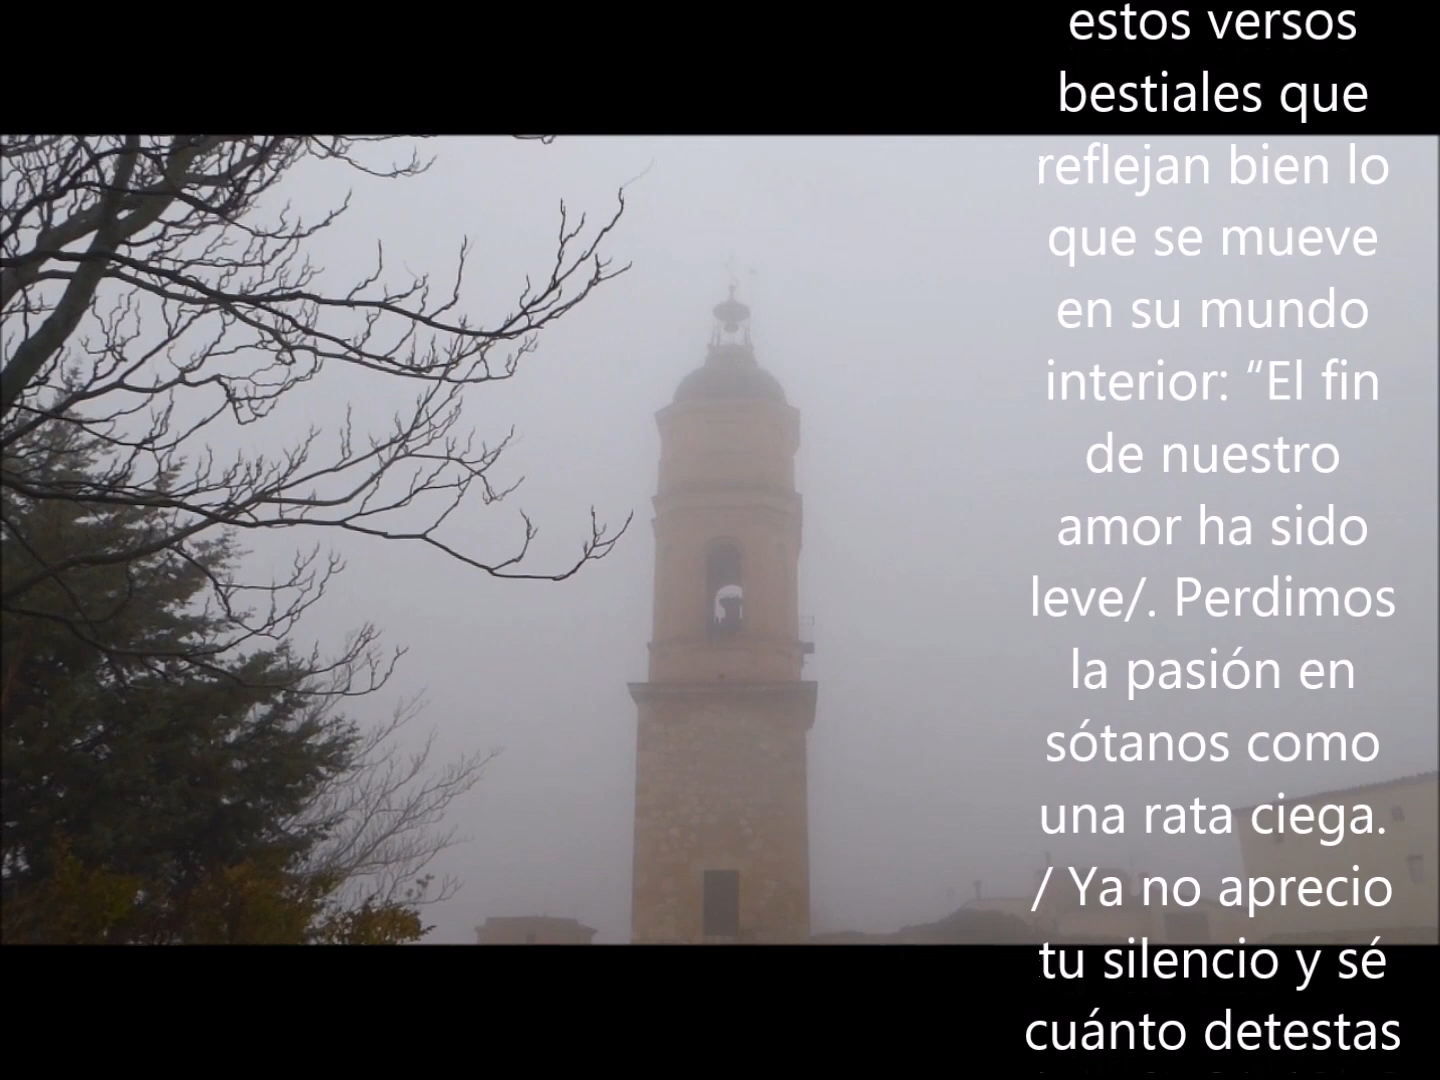 estos versos
bestiales que
reflejan bien lo
que se mueve
en su mundo
interior: “El fin
de nuestro
amor ha sido
leve/. Perdimos
la pasión en
sótanos como
una rata ciega.
/ Ya no aprecio
tu silencio y sé
cuánto detestas